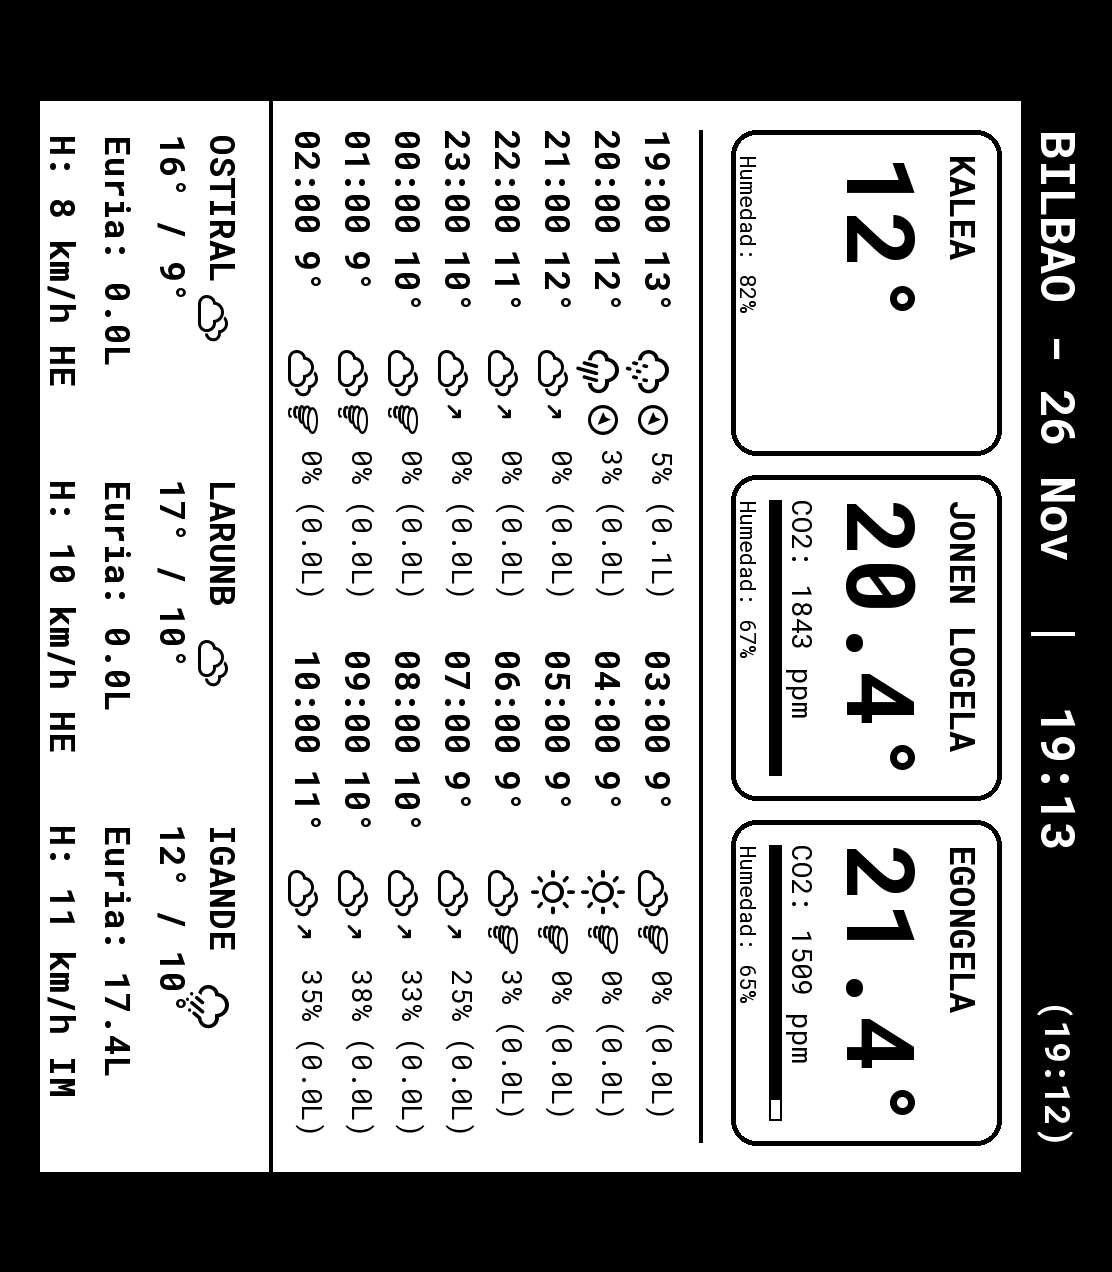 BILBAO - 26 Nov | 19:13 (19:12)
KALEA
12°
Humedad: 82%
JONEN LOGELA
20.4°
CO2: 1843 ppm
Humedad: 67%
EGONGELA
21.4°
CO2: 1509 ppm
Humedad: 65%
19:00 13° 5% (0.1L)
20:00 12° 3% (0.0L)
21:00 12° 0% (0.0L)
22:00 11° 0% (0.0L)
23:00 10° 0% (0.0L)
00:00 10° 0% (0.0L)
01:00 9° 0% (0.0L)
02:00 9° 0% (0.0L)
03:00 9° 0% (0.0L)
04:00 9° 0% (0.0L)
05:00 9° 0% (0.0L)
06:00 9° 3% (0.0L)
07:00 9° 25% (0.0L)
08:00 10° 33% (0.0L)
09:00 10° 38% (0.0L)
10:00 11° 35% (0.0L)
OSTIRAL
16° / 9°
Euria: 0.0L
H: 8 km/h HE
LARUNB
17° / 10°
Euria: 0.0L
H: 10 km/h HE
IGANDE
12° / 10°
Euria: 17.4L
H: 11 km/h IM